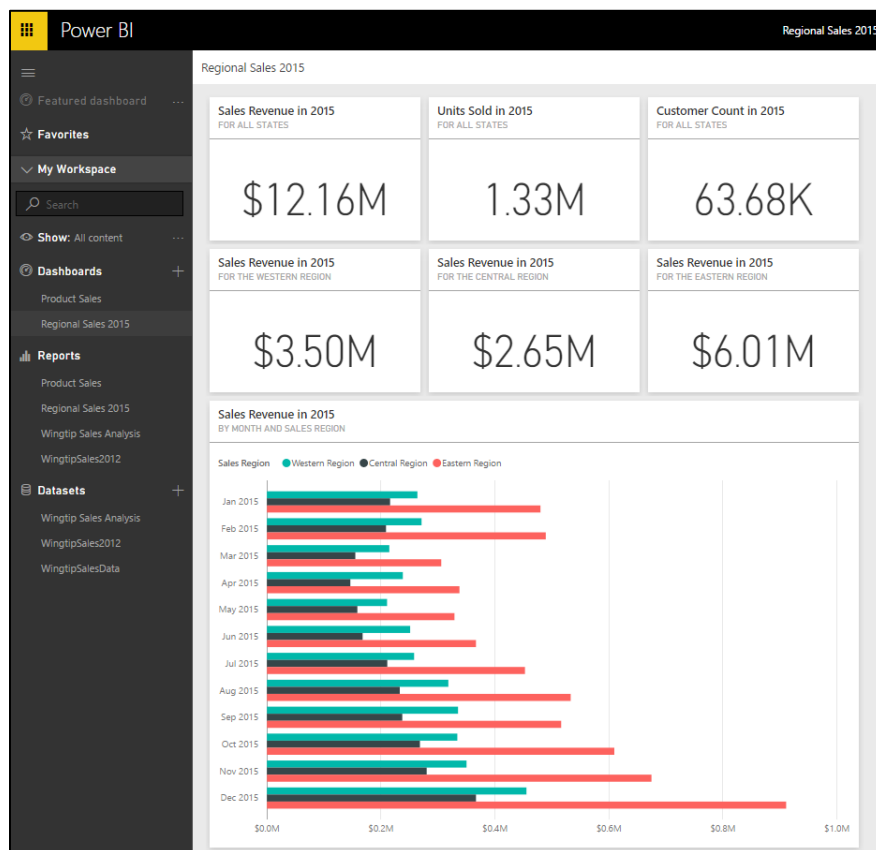 Power BI
Regional Sales 2015
Featured dashboard ...
Favorites
My Workspace
Search
Show: All content ...
Dashboards +
Product Sales
Regional Sales 2015
Reports
Product Sales
Regional Sales 2015
Wingtip Sales Analysis
WingtipSales2012
Datasets +
Wingtip Sales Analysis
WingtipSales2012
WingtipSalesData
Regional Sales 2015
Sales Revenue in 2015
FOR ALL STATES
$12.16M
Units Sold in 2015
FOR ALL STATES
1.33M
Customer Count in 2015
FOR ALL STATES
63.68K
Sales Revenue in 2015
FOR THE WESTERN REGION
$3.50M
Sales Revenue in 2015
FOR THE CENTRAL REGION
$2.65M
Sales Revenue in 2015
FOR THE EASTERN REGION
$6.01M
Sales Revenue in 2015
BY MONTH AND SALES REGION
Sales Region Western Region Central Region Eastern Region
Jan 2015
Feb 2015
Mar 2015
Apr 2015
May 2015
Jun 2015
Jul 2015
Aug 2015
Sep 2015
Oct 2015
Nov 2015
Dec 2015
$0.0M $0.2M $0.4M $0.6M $0.8M $1.0M